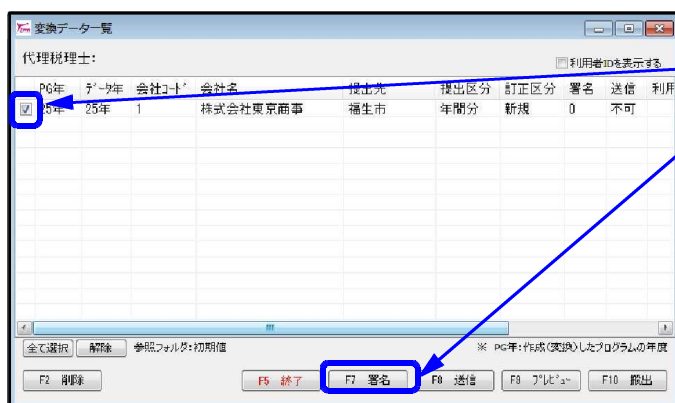 変換データ一覧
代理税理士:
利用者IDを表示する
PG年 データ年 会社コード 会社名 提出先 提出区分 訂正区分 署名 送信 利用
25年 25年 1 株式会社東京商事 福生市 年間分 新規 0 不可
全て選択 解除 参照フォルダ:初期値 ※ PG年:作成(変換)したプログラムの年度
F2 削除 F5 終了 F7 署名 F8 送信 F9 プレビュー F10 搬出